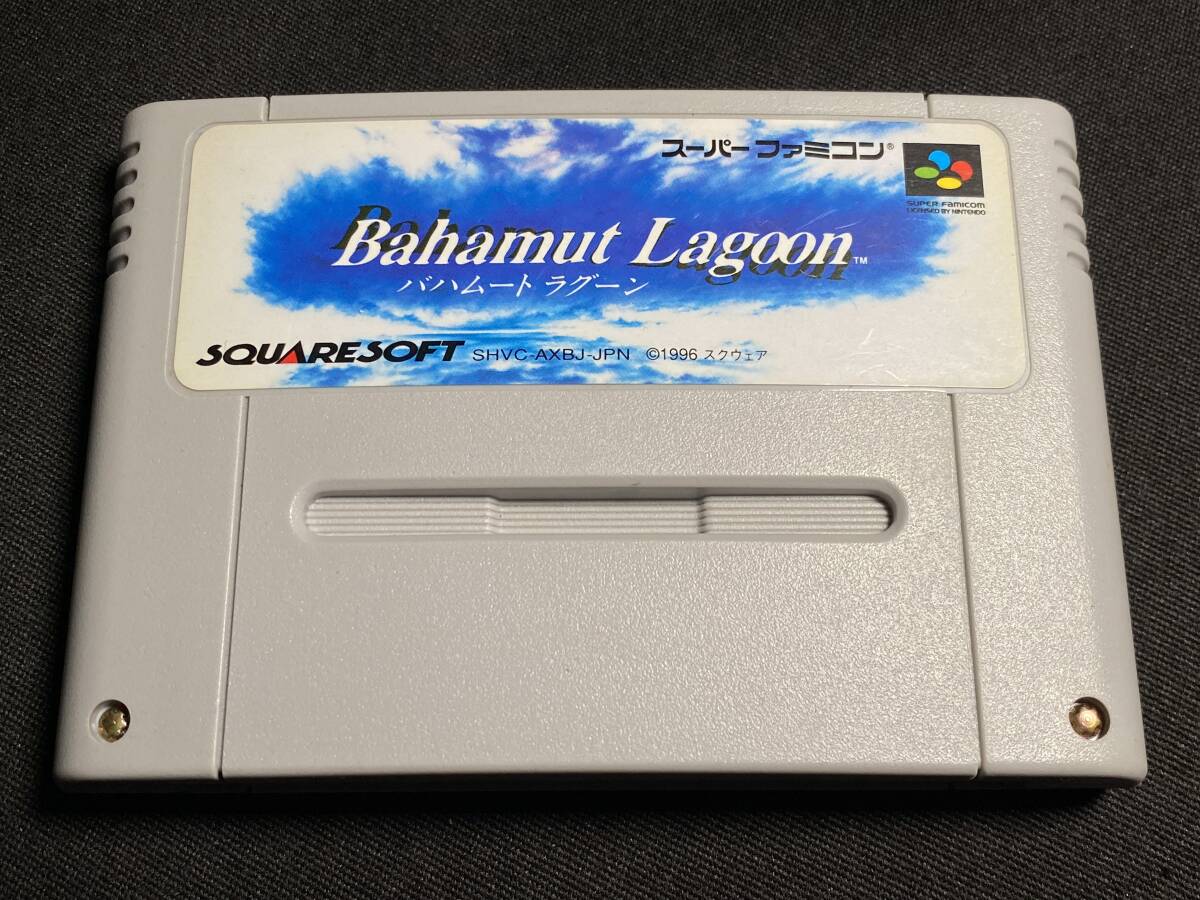 スーパー ファミコン®
SUPER Famicom
LICENSED BY NINTENDO
Bahamut Lagoon™
バハムート ラグーン
SQUARESOFT SHVC-AXBJ-JPN ©1996 スクウェア